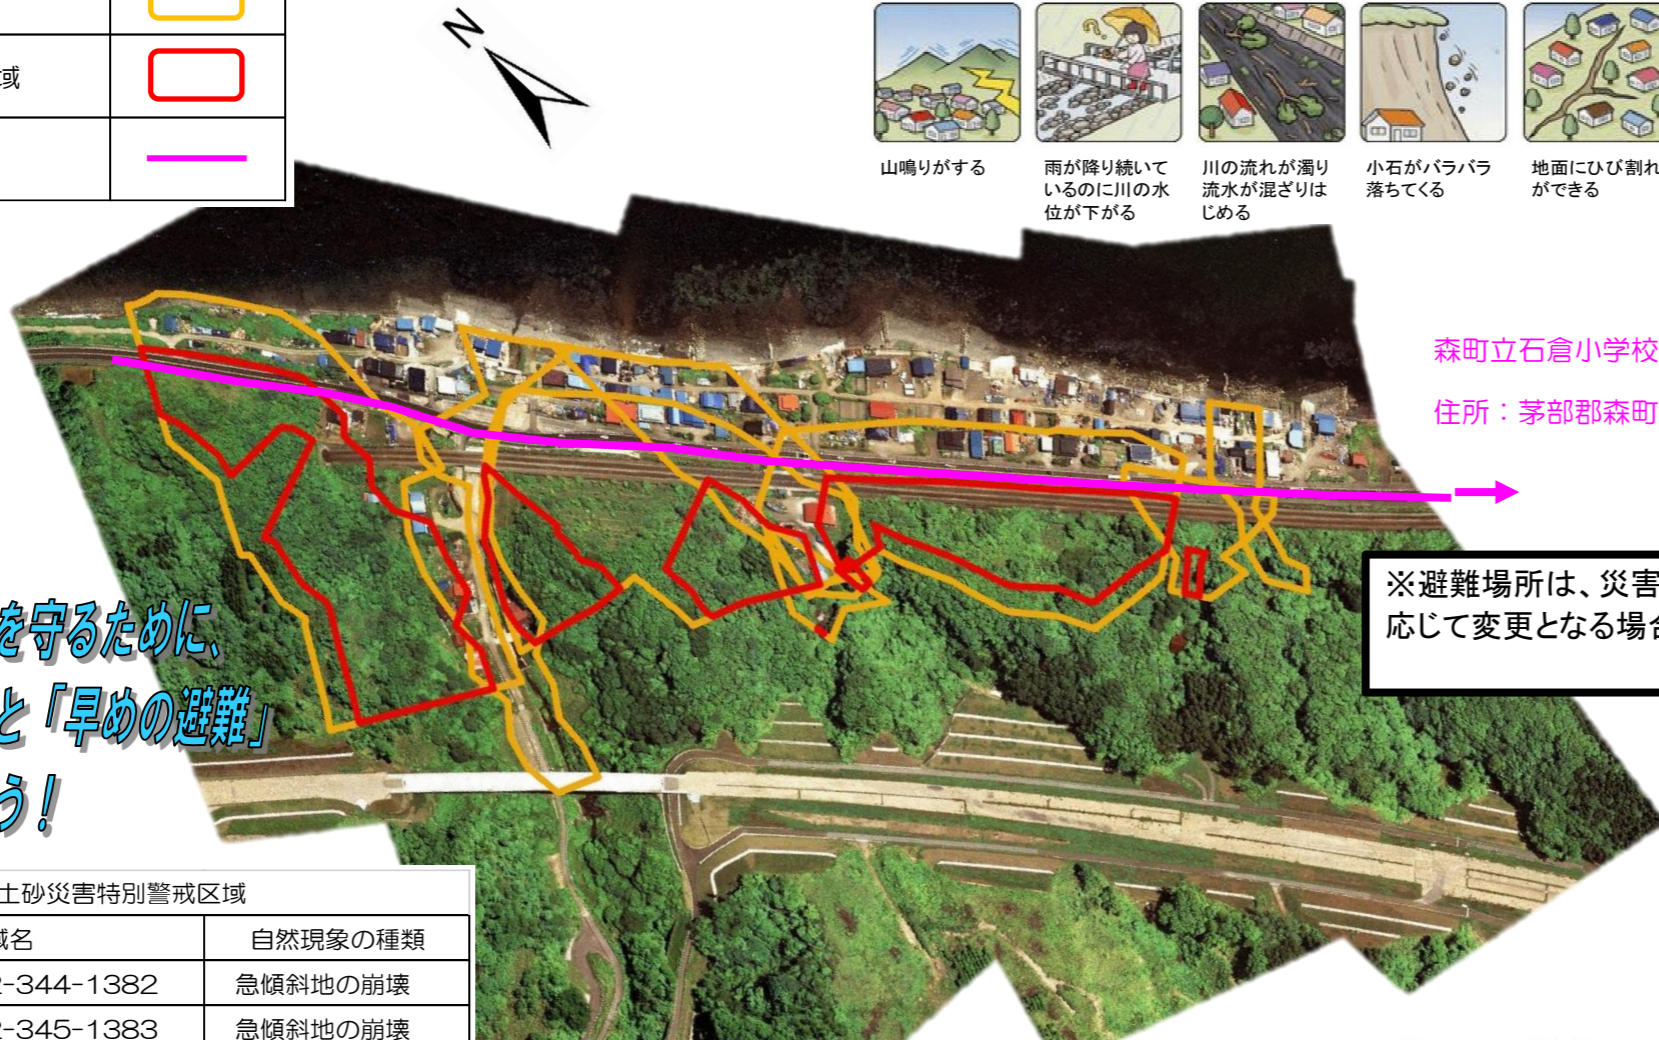 域
N
山鳴りがする
雨が降り続いて
いるのに川の水
位が下がる
川の流れが濁り
流水が混ざりは
じめる
小石がバラバラ
落ちてくる
地面にひび割れ
ができる
森町立石倉小学校
住所：茅部郡森町
※避難場所は、災害
応じて変更となる場合
を守るために、
と「早めの避難」
う！
土砂災害特別警戒区域
域名
自然現象の種類
2-344-1382
急傾斜地の崩壊
2-345-1383
急傾斜地の崩壊